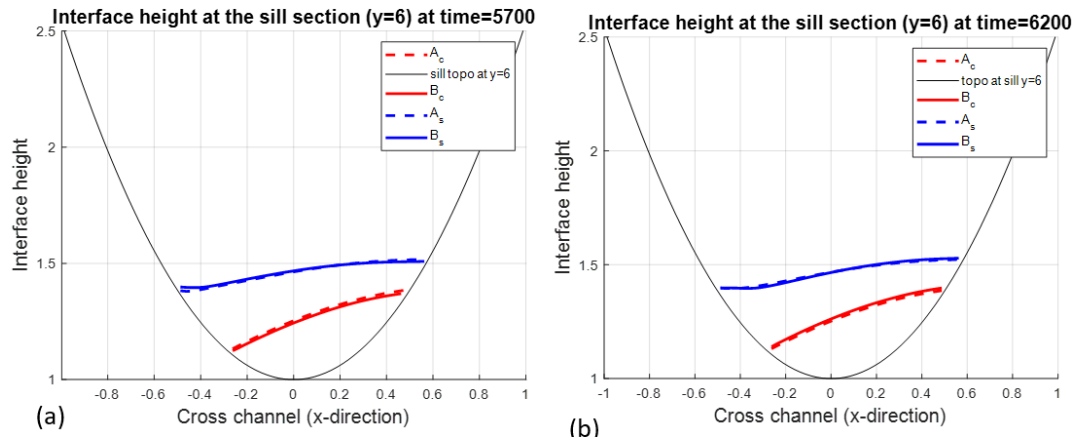 Interface height at the sill section (y=6) at time=5700
2.5
2
1.5
1
Interface height
-0.8 -0.6 -0.4 -0.2 0 0.2 0.4 0.6 0.8 1
Cross channel (x-direction)
A_c
sill topo at y=6
B_c
A_s
B_s
(a)
Interface height at the sill section (y=6) at time=6200
2.5
2
1.5
1
Interface height
-1 -0.8 -0.6 -0.4 -0.2 0 0.2 0.4 0.6 0.8 1
Cross channel (x-direction)
A_c
topo at sill y=6
B_c
A_s
B_s
(b)